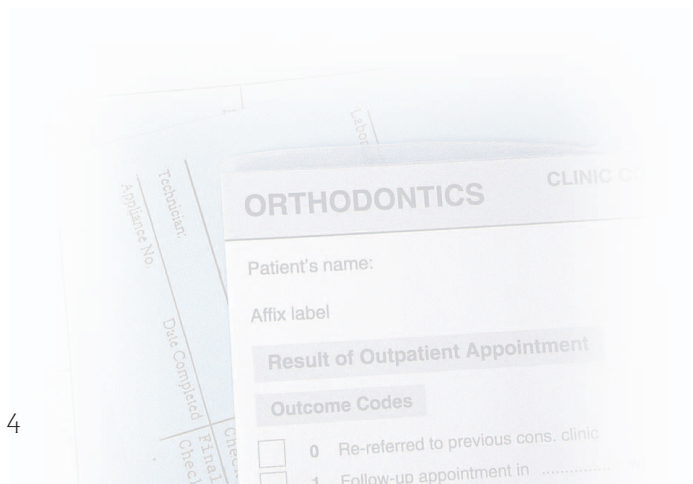 ORTHODONTICS
CLINIC
Patient's name:
Affix label
Result of Outpatient Appointment
Outcome Codes
0 Re-referred to previous cons. clinic
1 Follow-up appointment in ..............
Technician:
Appliance No.
Date Completed
Final
4